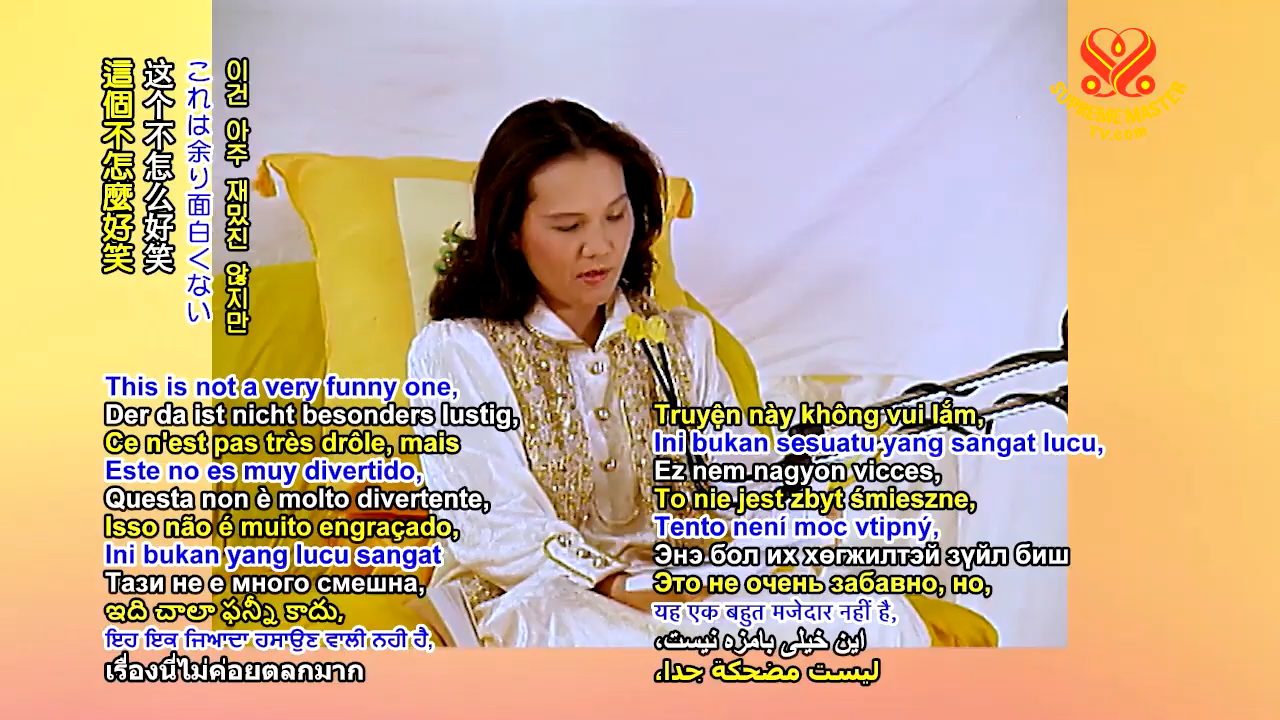 這個不怎麼好笑
这个不怎么好笑
これは余り面白くない
이건 아주 재밌진 않지만
SUPREME MASTER
TV.com
This is not a very funny one,
Der da ist nicht besonders lustig,
Ce n'est pas très drôle, mais
Este no es muy divertido,
Questa non è molto divertente,
Isso não é muito engraçado,
Ini bukan yang lucu sangat
Тази не е много смешна,
ఇది చాలా ఫన్నీ కాదు,
ਇਹ ਇਕ ਜਿਆਦਾ ਹਸਾਉਣ ਵਾਲੀ ਨਹੀ ਹੈ,
เรื่องนี้ไม่ค่อยตลกมาก
Truyện này không vui lắm,
Ini bukan sesuatu yang sangat lucu,
Ez nem nagyon vicces,
To nie jest zbyt śmieszne,
Tento není moc vtipný,
Энэ бол их хөгжилтэй зүйл биш
Это не очень забавно, но,
यह एक बहुत मजेदार नहीं है,
این خیلی بامزه نیست،
ليست مضحكة جدا،